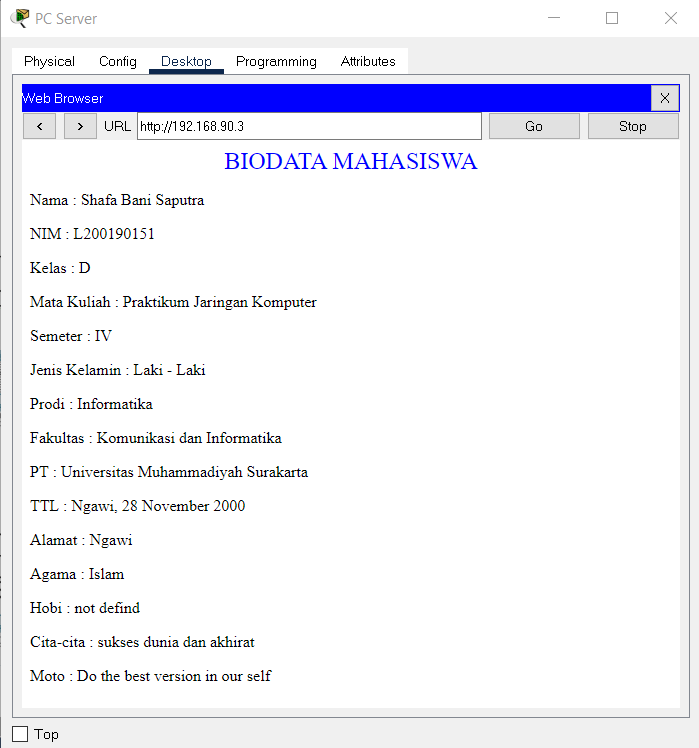 PC Server
Physical Config Desktop Programming Attributes
Web Browser X
< > URL http://192.168.90.3 Go Stop
BIODATA MAHASISWA
Nama : Shafa Bani Saputra
NIM : L200190151
Kelas : D
Mata Kuliah : Praktikum Jaringan Komputer
Semeter : IV
Jenis Kelamin : Laki - Laki
Prodi : Informatika
Fakultas : Komunikasi dan Informatika
PT : Universitas Muhammadiyah Surakarta
TTL : Ngawi, 28 November 2000
Alamat : Ngawi
Agama : Islam
Hobi : not defind
Cita-cita : sukses dunia dan akhirat
Moto : Do the best version in our self
Top